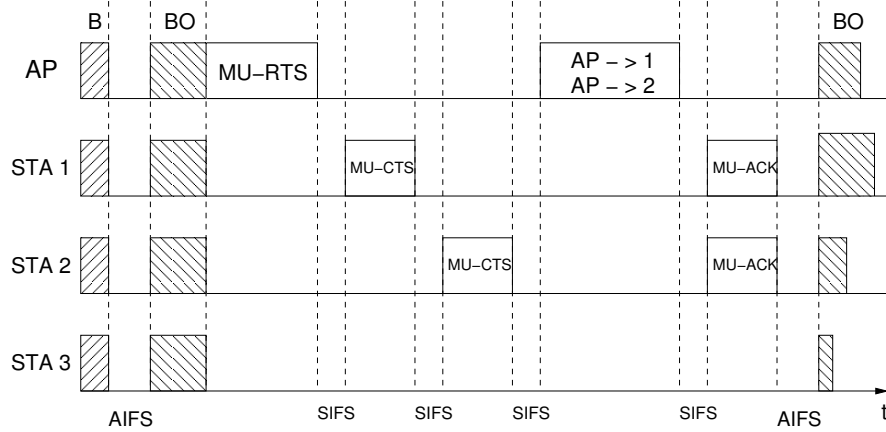 B BO BO
AP MU−RTS AP − > 1
AP − > 2
STA 1 MU−CTS MU−ACK
STA 2 MU−CTS MU−ACK
STA 3
AIFS SIFS SIFS SIFS SIFS AIFS t